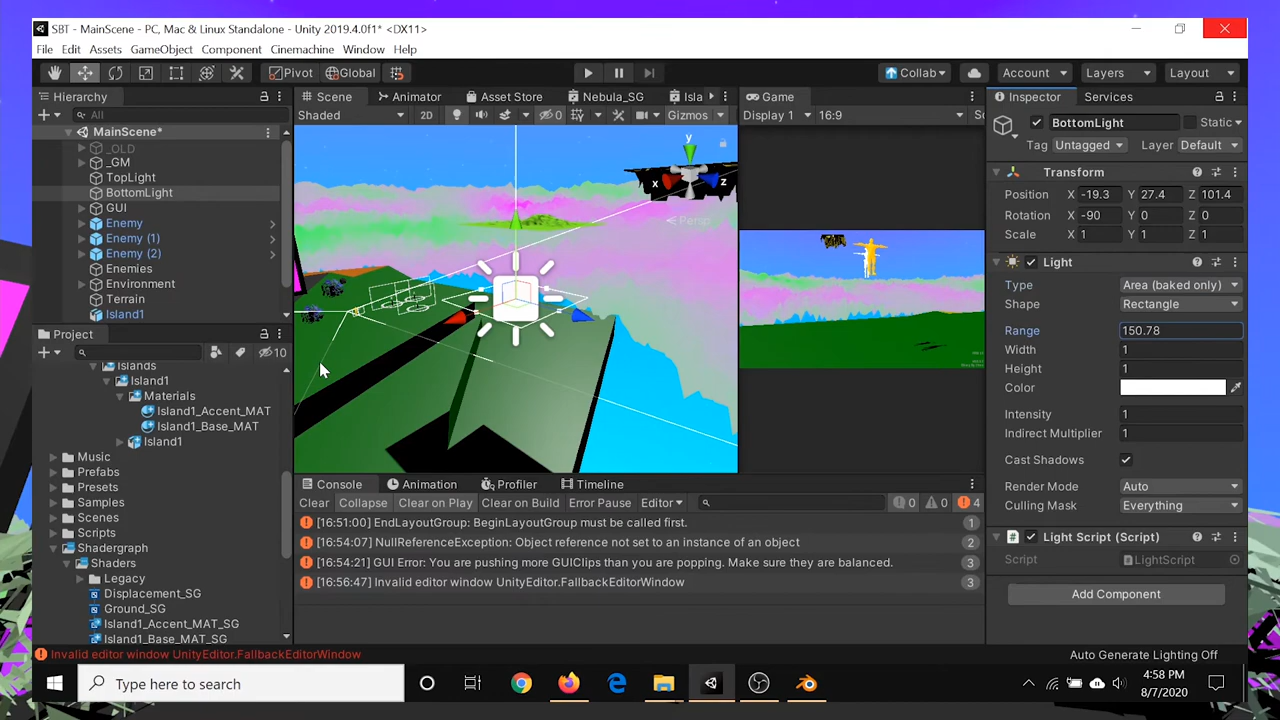 SBT - MainScene - PC, Mac & Linux Standalone - Unity 2019.4.0f1* <DX11>
File Edit Assets GameObject Component Cinemachine Window Help
Pivot Global Collab Account Layers Layout
Hierarchy
All
MainScene*
_OLD
_GM
TopLight
BottomLight
GUI
Enemy
Enemy (1)
Enemy (2)
Enemies
Environment
Terrain
Island1
Scene Animator Asset Store Nebula_SG Isla
Shaded 2D 0 Gizmos
y
x z
Persp
Game
Display 1 16:9
Inspector Services
BottomLight Static
Tag Untagged Layer Default
Transform
Position X -19.3 Y 27.4 Z 101.4
Rotation X -90 Y 0 Z 0
Scale X 1 Y 1 Z 1
Light
Type Area (baked only)
Shape Rectangle
Range 150.78
Width 1
Height 1
Color
Intensity 1
Indirect Multiplier 1
Cast Shadows
Render Mode Auto
Culling Mask Everything
# Light Script (Script)
Script LightScript
Add Component
Project
10
Islands
Island1
Materials
Island1_Accent_MAT
Island1_Base_MAT
Island1
Music
Prefabs
Presets
Samples
Scenes
Scripts
Shadergraph
Shaders
Legacy
Displacement_SG
Ground_SG
Island1_Accent_MAT_SG
Island1_Base_MAT_SG
Console Animation Profiler Timeline
Clear Collapse Clear on Play Clear on Build Error Pause Editor 0 0 4
[16:51:00] EndLayoutGroup: BeginLayoutGroup must be called first. 1
[16:54:07] NullReferenceException: Object reference not set to an instance of an object 2
[16:54:21] GUI Error: You are pushing more GUIClips than you are popping. Make sure they are balanced. 3
[16:56:47] Invalid editor window UnityEditor.FallbackEditorWindow 3
Invalid editor window UnityEditor.FallbackEditorWindow
Auto Generate Lighting Off
Type here to search
4:58 PM
8/7/2020